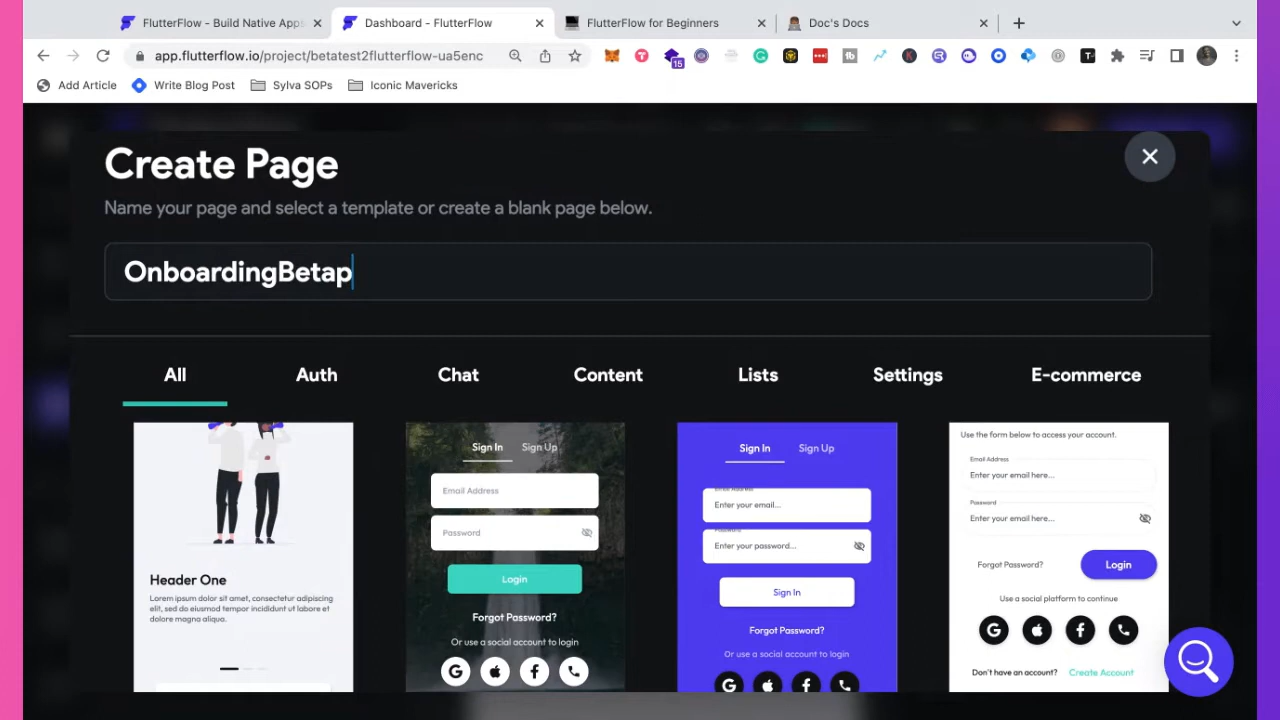 FlutterFlow - Build Native Apps
Dashboard - FlutterFlow
FlutterFlow for Beginners
Doc's Docs
app.flutterflow.io/project/betatest2flutterflow-ua5enc
15
Add Article
Write Blog Post
Sylva SOPs
Iconic Mavericks
Create Page
Name your page and select a template or create a blank page below.
OnboardingBetap
All
Auth
Chat
Content
Lists
Settings
E-commerce
Header One
Lorem ipsum dolor sit amet, consectetur adipiscing
elit, sed do eiusmod tempor incididunt ut labore et
dolore magna aliqua.
Sign In
Sign Up
Email Address
Password
Login
Forgot Password?
Or use a social account to login
Sign In
Sign Up
Enter your email...
Enter your password...
Sign In
Forgot Password?
Or use a social account to login
Use the form below to access your account.
Email Address
Enter your email here...
Password
Enter your email here...
Forgot Password?
Login
Use a social platform to continue
Don't have an account?
Create Account